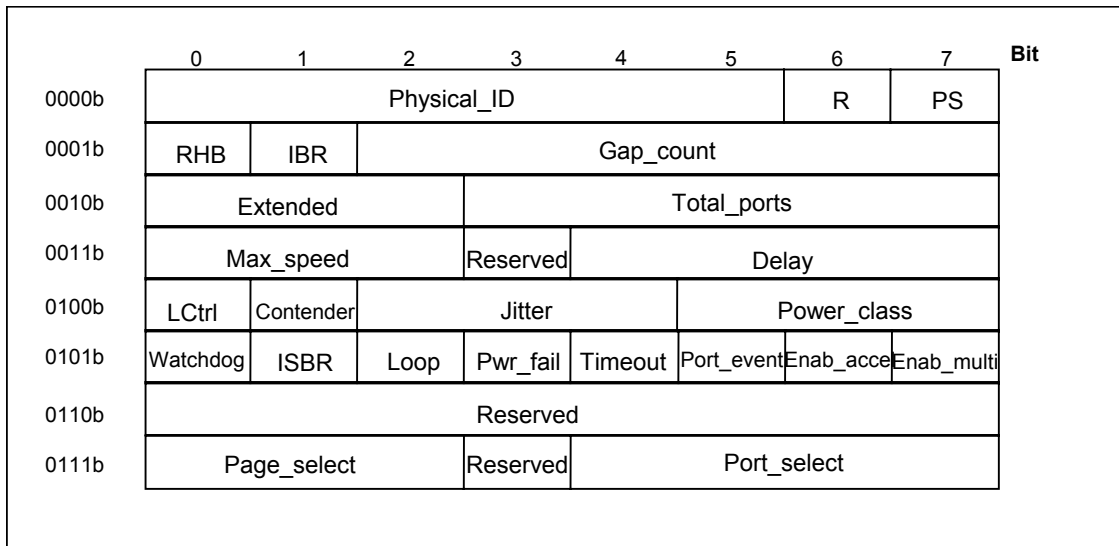 0 1 2 3 4 5 6 7 Bit
0000b Physical_ID R PS
0001b RHB IBR Gap_count
0010b Extended Total_ports
0011b Max_speed Reserved Delay
0100b LCtrl Contender Jitter Power_class
0101b Watchdog ISBR Loop Pwr_fail Timeout Port_event Enab_acce Enab_multi
0110b Reserved
0111b Page_select Reserved Port_select